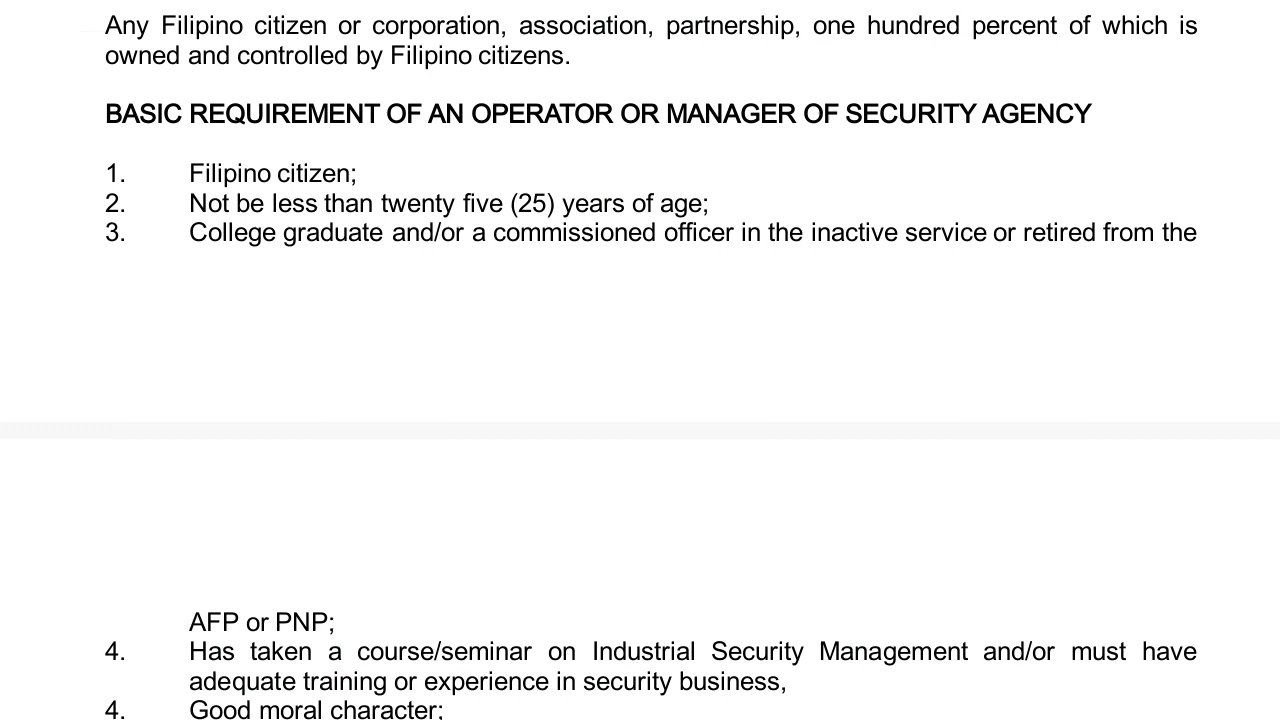 Any Filipino citizen or corporation, association, partnership, one hundred percent of which is
owned and controlled by Filipino citizens.
BASIC REQUIREMENT OF AN OPERATOR OR MANAGER OF SECURITY AGENCY
1. Filipino citizen;
2. Not be less than twenty five (25) years of age;
3. College graduate and/or a commissioned officer in the inactive service or retired from the
AFP or PNP;
4. Has taken a course/seminar on Industrial Security Management and/or must have
adequate training or experience in security business,
4. Good moral character;